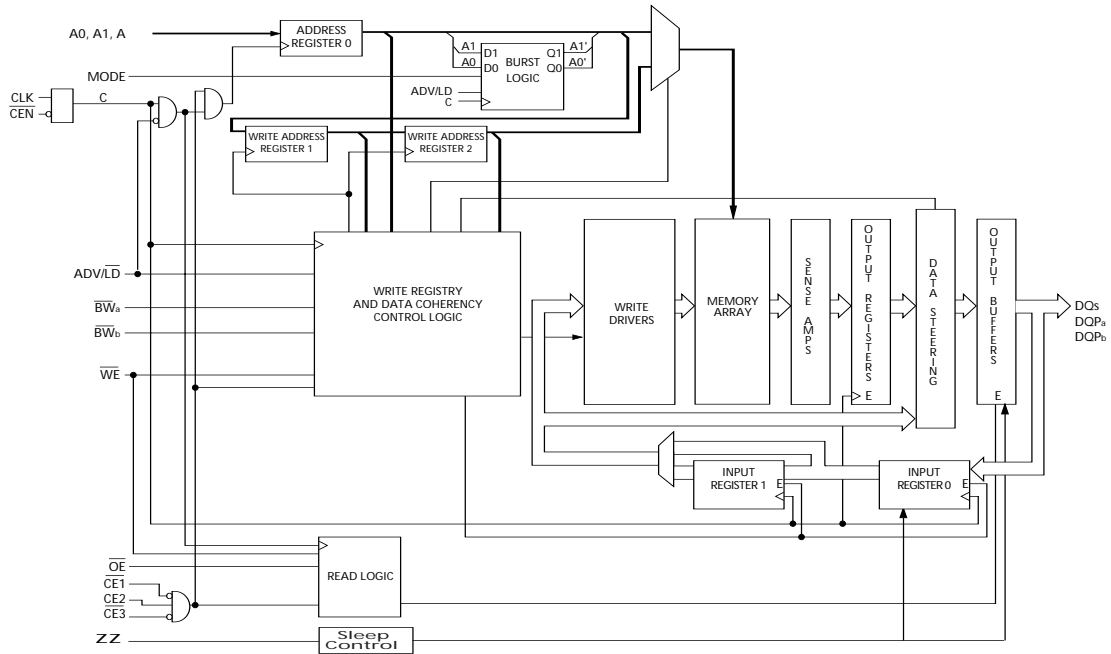 A0, A1, A
ADDRESS
REGISTER 0
A1
A0
D1
D0
BURST
LOGIC
Q1
Q0
A1'
A0'
MODE
ADV/LD
C
CLK
CEN
C
WRITE ADDRESS
REGISTER 1
WRITE ADDRESS
REGISTER 2
ADV/LD
BWa
BWb
WE
WRITE REGISTRY
AND DATA COHERENCY
CONTROL LOGIC
WRITE
DRIVERS
MEMORY
ARRAY
SENSE AMPS
OUTPUT REGISTERS
E
DATA STEERING
OUTPUT BUFFERS
E
DQs
DQPa
DQPb
INPUT
REGISTER 1
E
INPUT
REGISTER 0
E
OE
CE1
CE2
CE3
READ LOGIC
ZZ
Sleep
Control